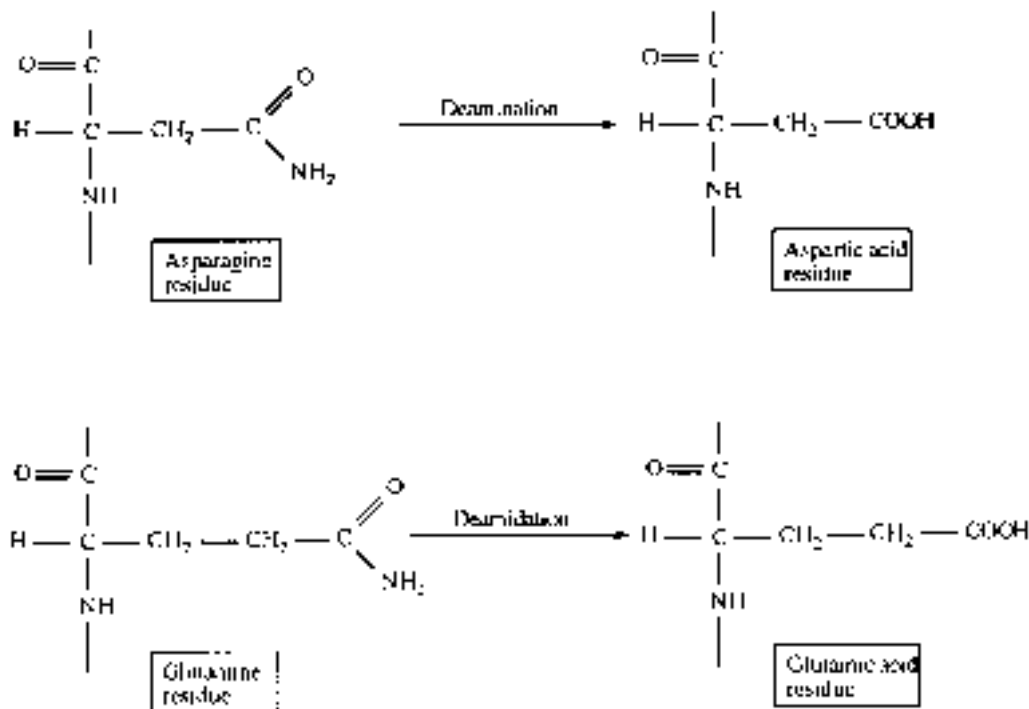 O
C
O
H
C
CH₂
C
Deamination
NH₂
NH
Asparagine
residue
O
C
H
C
CH₂
COOH
NH
Aspartic acid
residue
O
C
O
H
C
CH₂
CH₂
C
Deamidation
NH₂
NH
Glutamine
residue
O
C
H
C
CH₂
CH₂
COOH
NH
Glutamic acid
residue